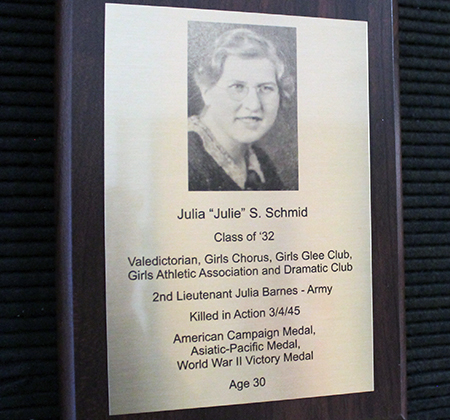 Julia “Julie” S. Schmid
Class of ‘32
Valedictorian, Girls Chorus, Girls Glee Club,
Girls Athletic Association and Dramatic Club
2nd Lieutenant Julia Barnes - Army
Killed in Action 3/4/45
American Campaign Medal,
Asiatic-Pacific Medal,
World War II Victory Medal
Age 30